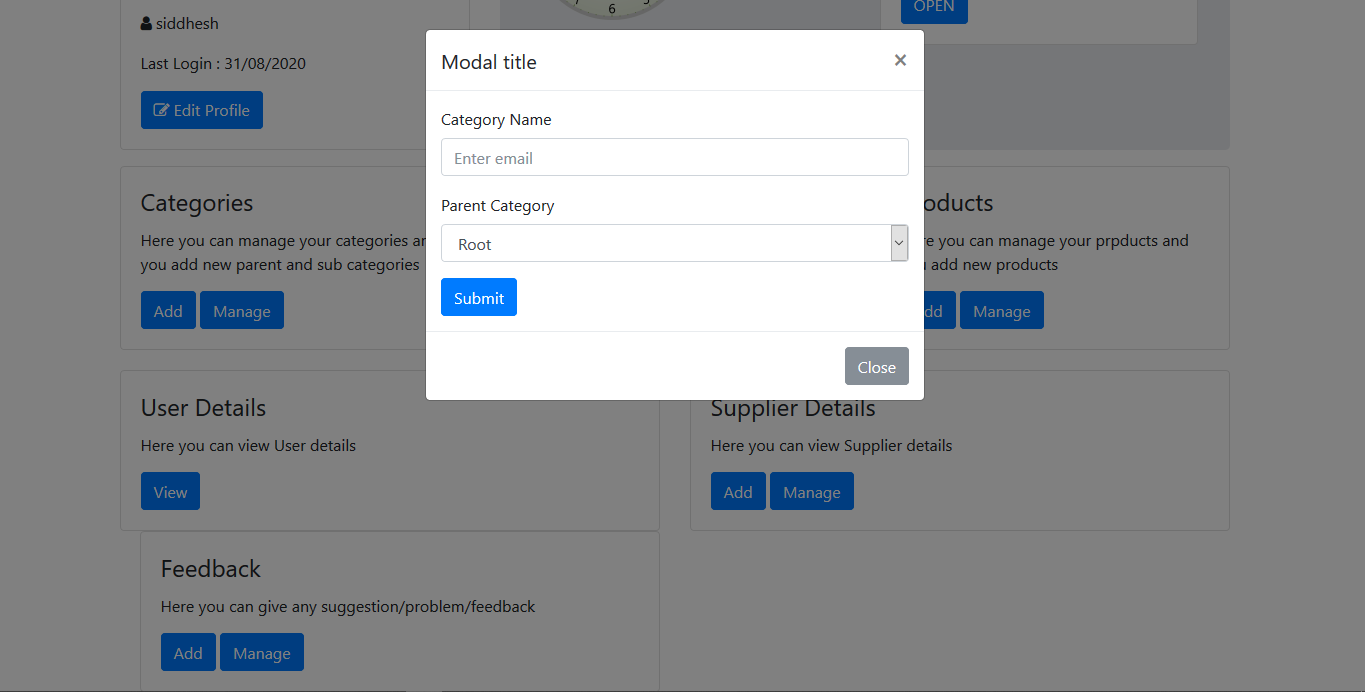 7
6
5
siddhesh
Last Login : 31/08/2020
Edit Profile
OPEN
Modal title
×
Category Name
Enter email
Parent Category
Root
Submit
Close
Categories
Here you can manage your categories
you add new parent and sub categories
Add
Manage
you can manage your prpducts and
add new products
Manage
User Details
Here you can view User details
View
Supplier Details
Here you can view Supplier details
Add
Manage
Feedback
Here you can give any suggestion/problem/feedback
Add
Manage